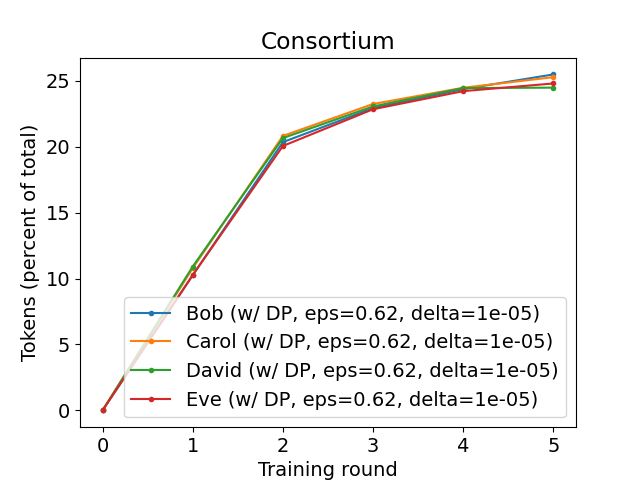 Consortium
Tokens (percent of total)
25
20
15
10
5
0
Bob (w/ DP, eps=0.62, delta=1e-05)
Carol (w/ DP, eps=0.62, delta=1e-05)
David (w/ DP, eps=0.62, delta=1e-05)
Eve (w/ DP, eps=0.62, delta=1e-05)
0 1 2 3 4 5
Training round